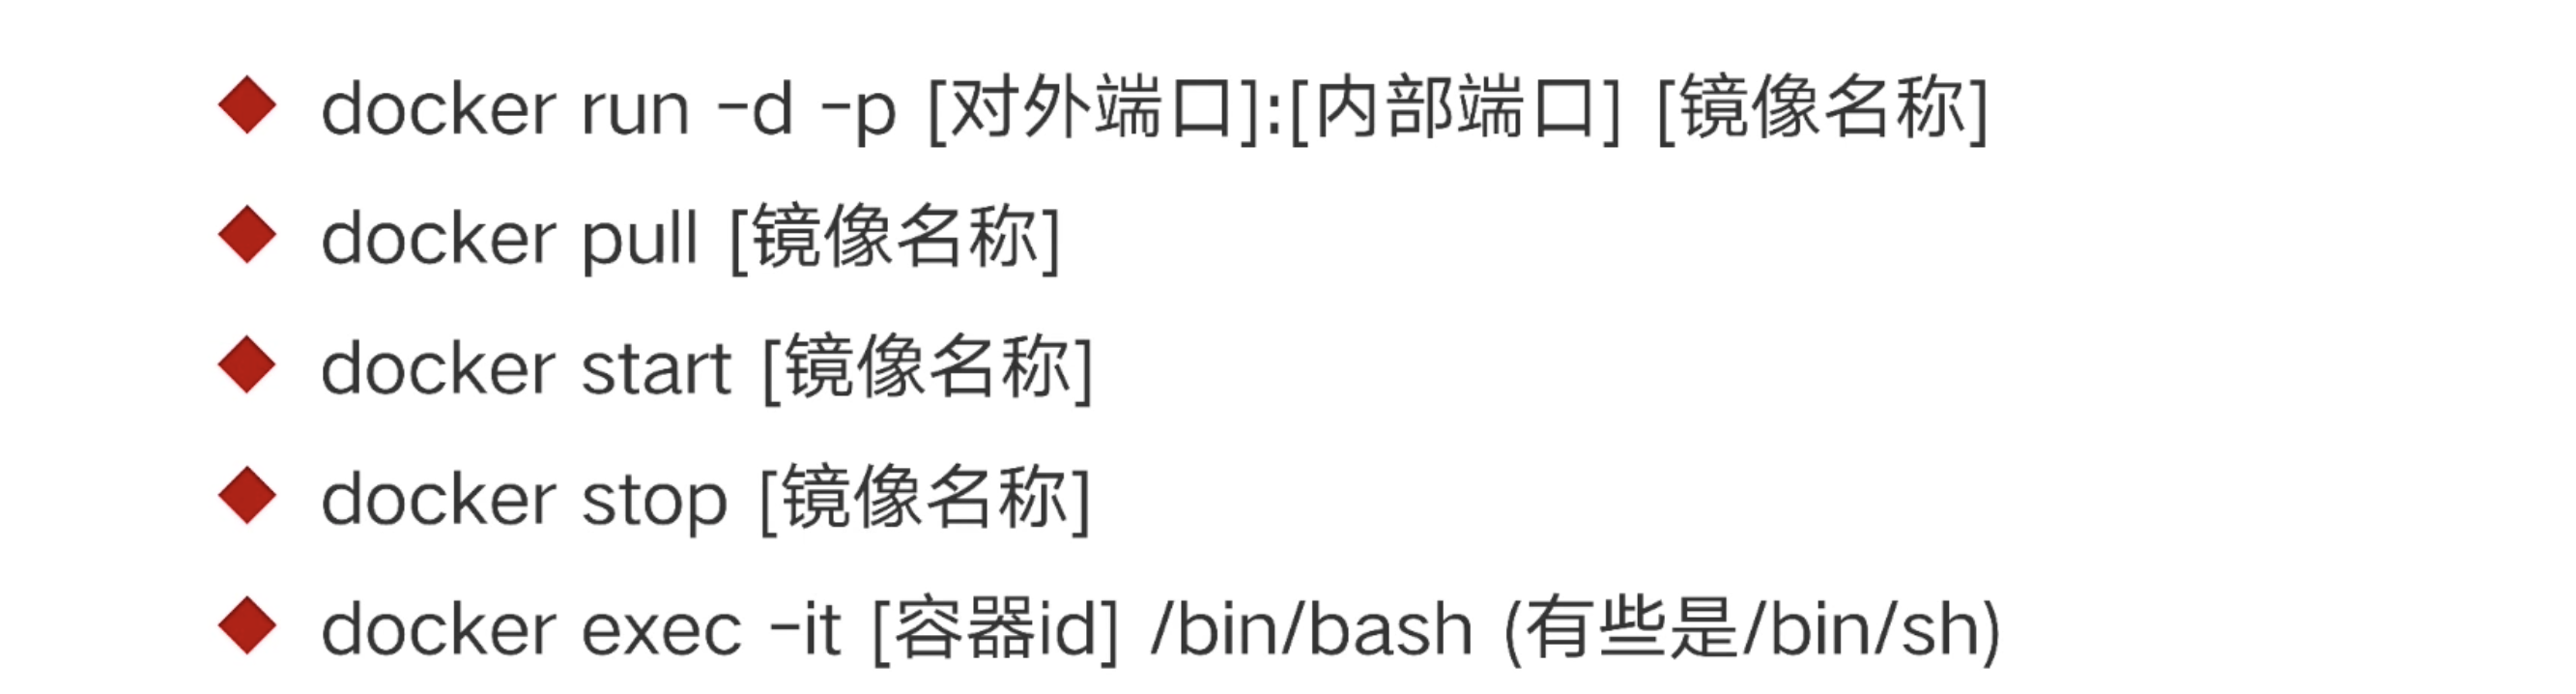 docker run -d -p [对外端口]:[内部端口] [镜像名称]
docker pull [镜像名称]
docker start [镜像名称]
docker stop [镜像名称]
docker exec -it [容器id] /bin/bash (有些是/bin/sh)